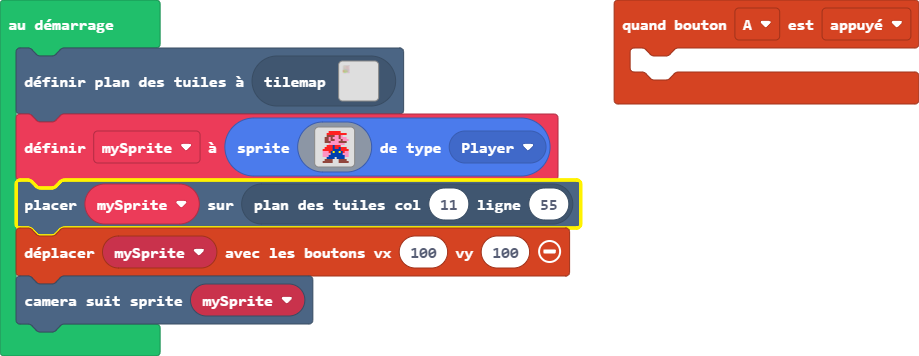 au démarrage
définir plan des tuiles à tilemap
définir mySprite à sprite de type Player
placer mySprite sur plan des tuiles col 11 ligne 55
déplacer mySprite avec les boutons vx 100 vy 100
camera suit sprite mySprite
quand bouton A est appuyé